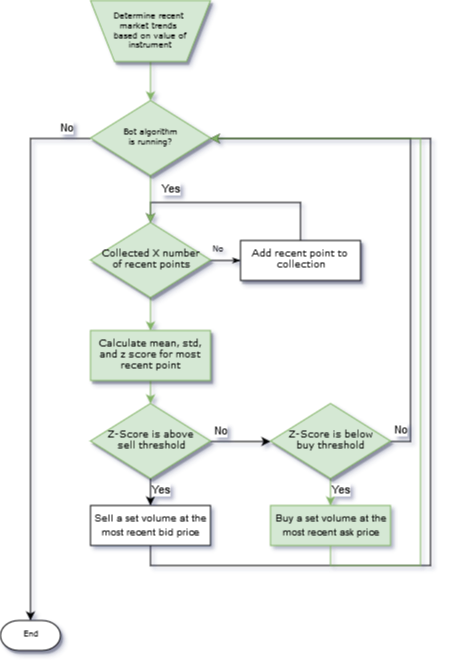 Determine recent
market trends
based on value of
instrument
Bot algorithm
is running?
No
Yes
Collected X number
of recent points
No
Add recent point to
collection
Calculate mean, std,
and z score for most
recent point
Z-Score is above
sell threshold
No
Z-Score is below
buy threshold
No
Yes
Yes
Sell a set volume at the
most recent bid price
Buy a set volume at the
most recent ask price
End